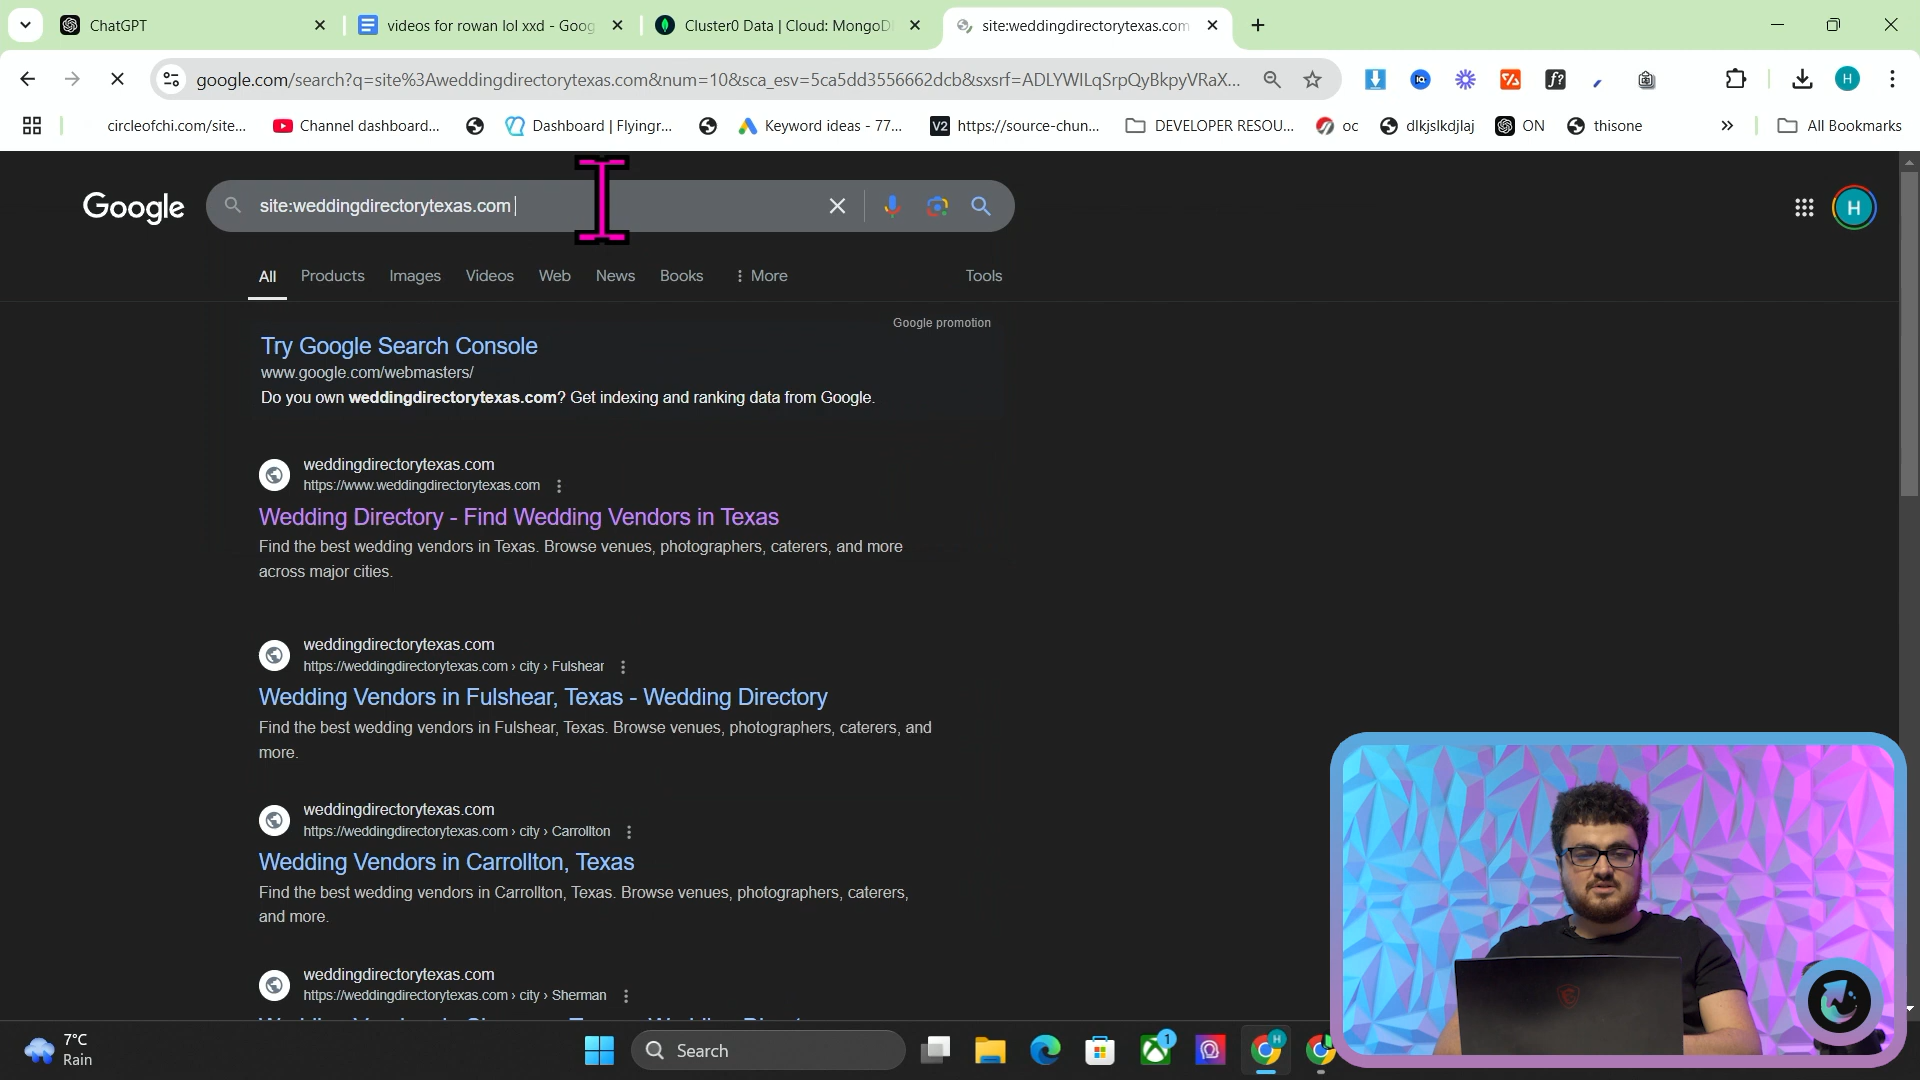 ChatGPT
videos for rowan lol xxd - Goog
Cluster0 Data | Cloud: MongoD
site:weddingdirectorytexas.com
google.com/search?q=site%3Aweddingdirectorytexas.com&num=10&sca_esv=5ca5dd3556662dcb&sxsrf=ADLYWILqSrpQyBkpyVRaX...
H
circleofchi.com/site...
Channel dashboard...
Dashboard | Flyingr...
Keyword ideas - 77...
V2 https://source-chun...
DEVELOPER RESOU...
oc
dlkjslkdjlaj
ON
thisone
All Bookmarks
Google
site:weddingdirectorytexas.com
H
All
Products
Images
Videos
Web
News
Books
More
Tools
Google promotion
Try Google Search Console
www.google.com/webmasters/
Do you own weddingdirectorytexas.com? Get indexing and ranking data from Google.
weddingdirectorytexas.com
https://www.weddingdirectorytexas.com
Wedding Directory - Find Wedding Vendors in Texas
Find the best wedding vendors in Texas. Browse venues, photographers, caterers, and more
across major cities.
weddingdirectorytexas.com
https://weddingdirectorytexas.com › city › Fulshear
Wedding Vendors in Fulshear, Texas - Wedding Directory
Find the best wedding vendors in Fulshear, Texas. Browse venues, photographers, caterers, and
more.
weddingdirectorytexas.com
https://weddingdirectorytexas.com › city › Carrollton
Wedding Vendors in Carrollton, Texas
Find the best wedding vendors in Carrollton, Texas. Browse venues, photographers, caterers,
and more.
weddingdirectorytexas.com
https://weddingdirectorytexas.com › city › Sherman
7°C
Rain
Search
1
H